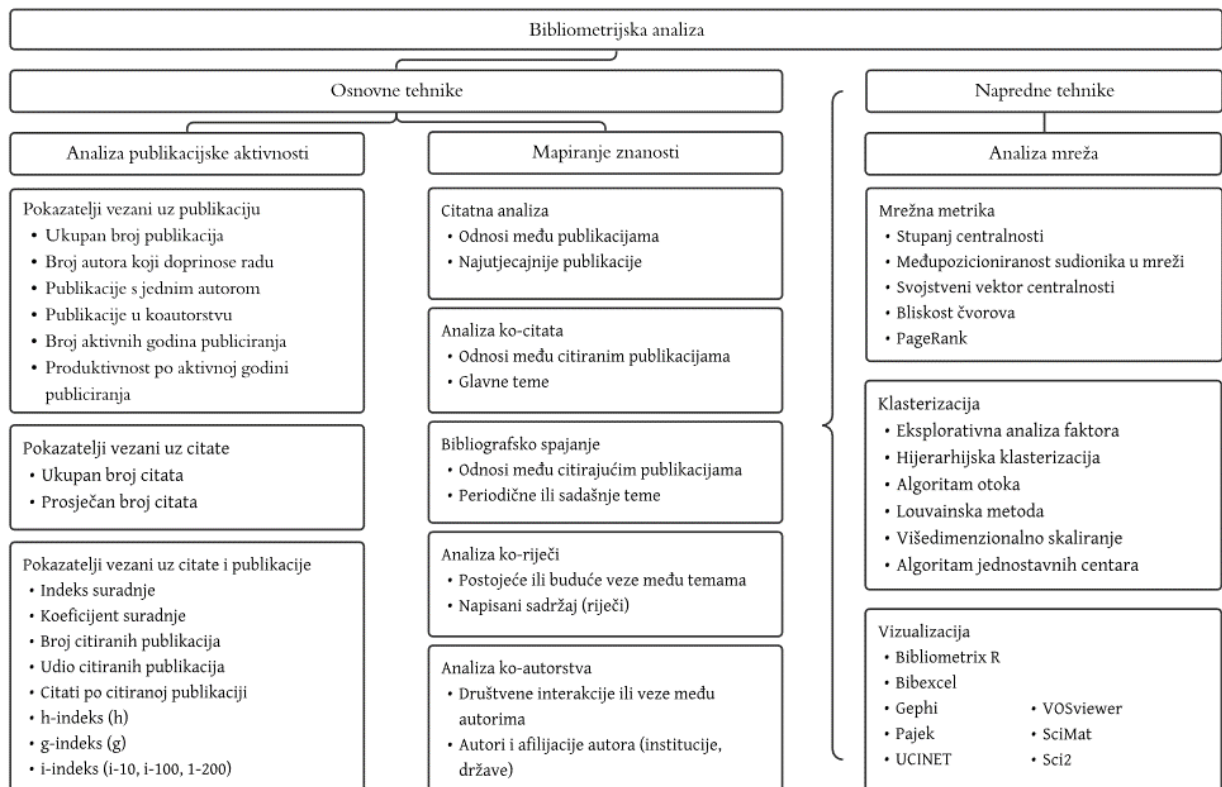 Bibliometrijska analiza
Osnovne tehnike
Analiza publikacijske aktivnosti
Pokazatelji vezani uz publikaciju
• Ukupan broj publikacija
• Broj autora koji doprinose radu
• Publikacije s jednim autorom
• Publikacije u koautorstvu
• Broj aktivnih godina publiciranja
• Produktivnost po aktivnoj godini
publiciranja
Pokazatelji vezani uz citate
• Ukupan broj citata
• Prosječan broj citata
Pokazatelji vezani uz citate i publikacije
• Indeks suradnje
• Koeficijent suradnje
• Broj citiranih publikacija
• Udio citiranih publikacija
• Citati po citiranoj publikaciji
• h-indeks (h)
• g-indeks (g)
• i-indeks (i-10, i-100, 1-200)
Mapiranje znanosti
Citatna analiza
• Odnosi među publikacijama
• Najutjecajnije publikacije
Analiza ko-citata
• Odnosi među citiranim publikacijama
• Glavne teme
Bibliografsko spajanje
• Odnosi među citirajućim publikacijama
• Periodične ili sadašnje teme
Analiza ko-riječi
• Postojeće ili buduće veze među temama
• Napisani sadržaj (riječi)
Analiza ko-autorstva
• Društvene interakcije ili veze među
autorima
• Autori i afilijacije autora (institucije,
države)
Napredne tehnike
Analiza mreža
Mrežna metrika
• Stupanj centralnosti
• Međupozicioniranost sudionika u mreži
• Svojstveni vektor centralnosti
• Bliskost čvorova
• PageRank
Klasterizacija
• Eksplorativna analiza faktora
• Hijerarhijska klasterizacija
• Algoritam otoka
• Louvainska metoda
• Višedimenzionalno skaliranje
• Algoritam jednostavnih centara
Vizualizacija
• Bibliometrix R
• Bibexcel
• Gephi
• Pajek
• UCINET
• VOSviewer
• SciMat
• Sci2